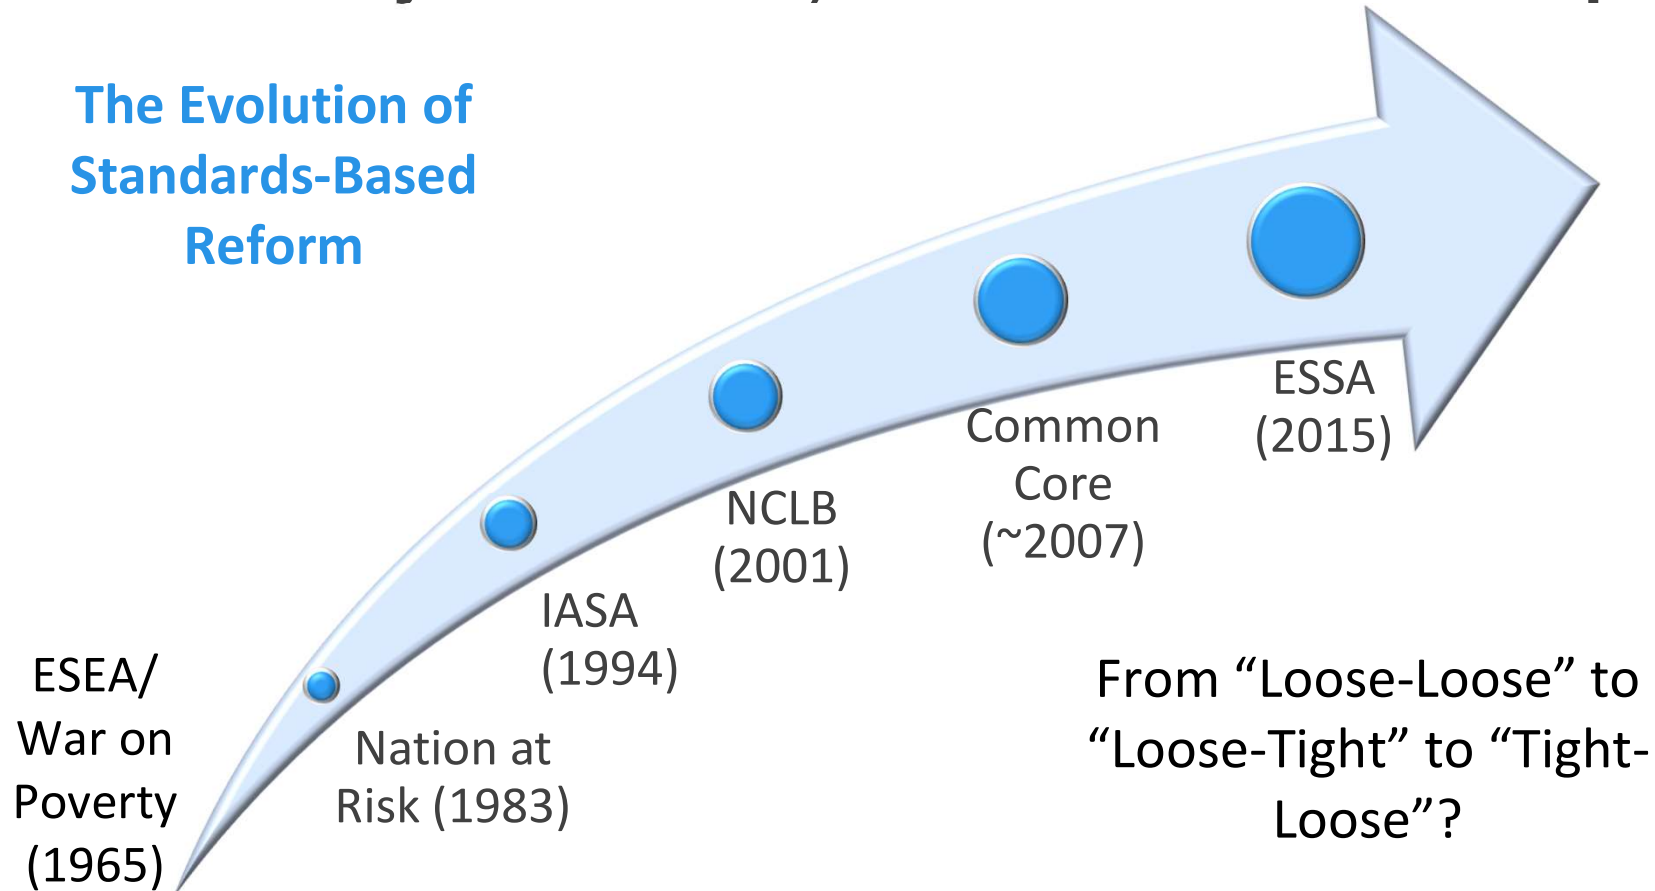 The Evolution of
Standards-Based
Reform
ESSA
(2015)
Common
Core
(~2007)
NCLB
(2001)
IASA
(1994)
Nation at
Risk (1983)
ESEA/
War on
Poverty
(1965)
From “Loose-Loose” to
“Loose-Tight” to “Tight-
Loose”?